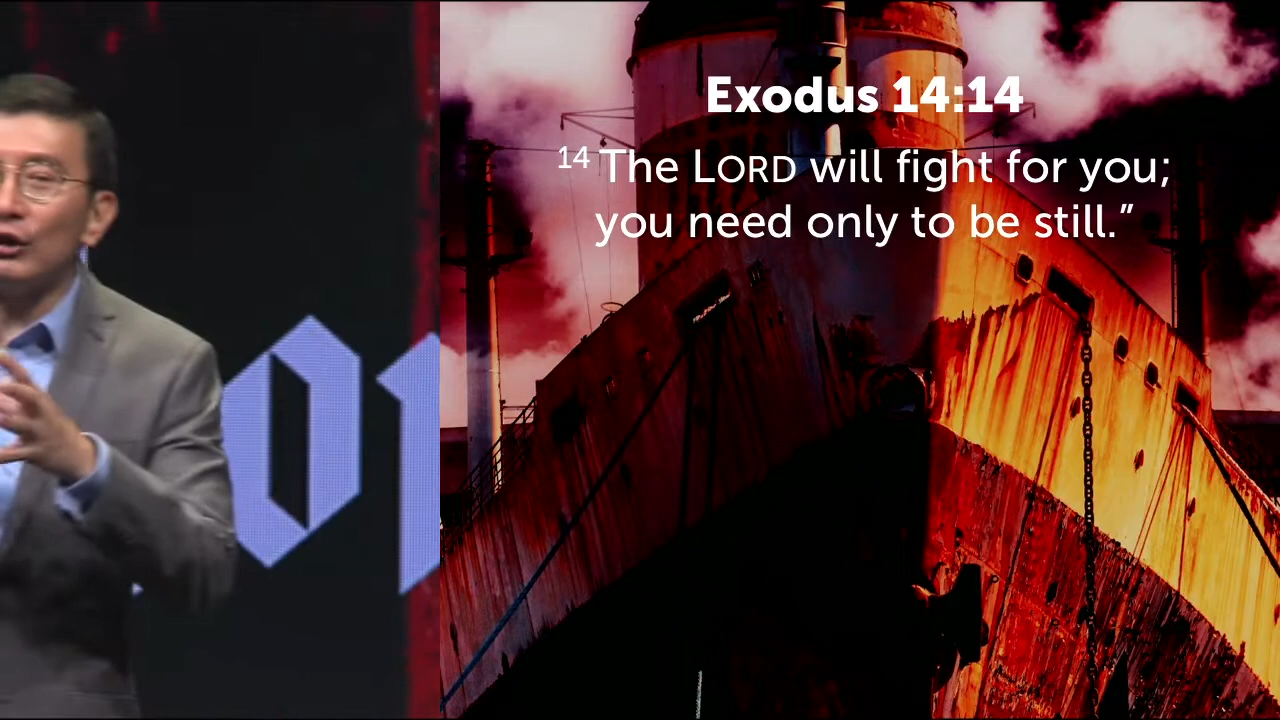 Exodus 14:14
14 The LORD will fight for you;
you need only to be still.”